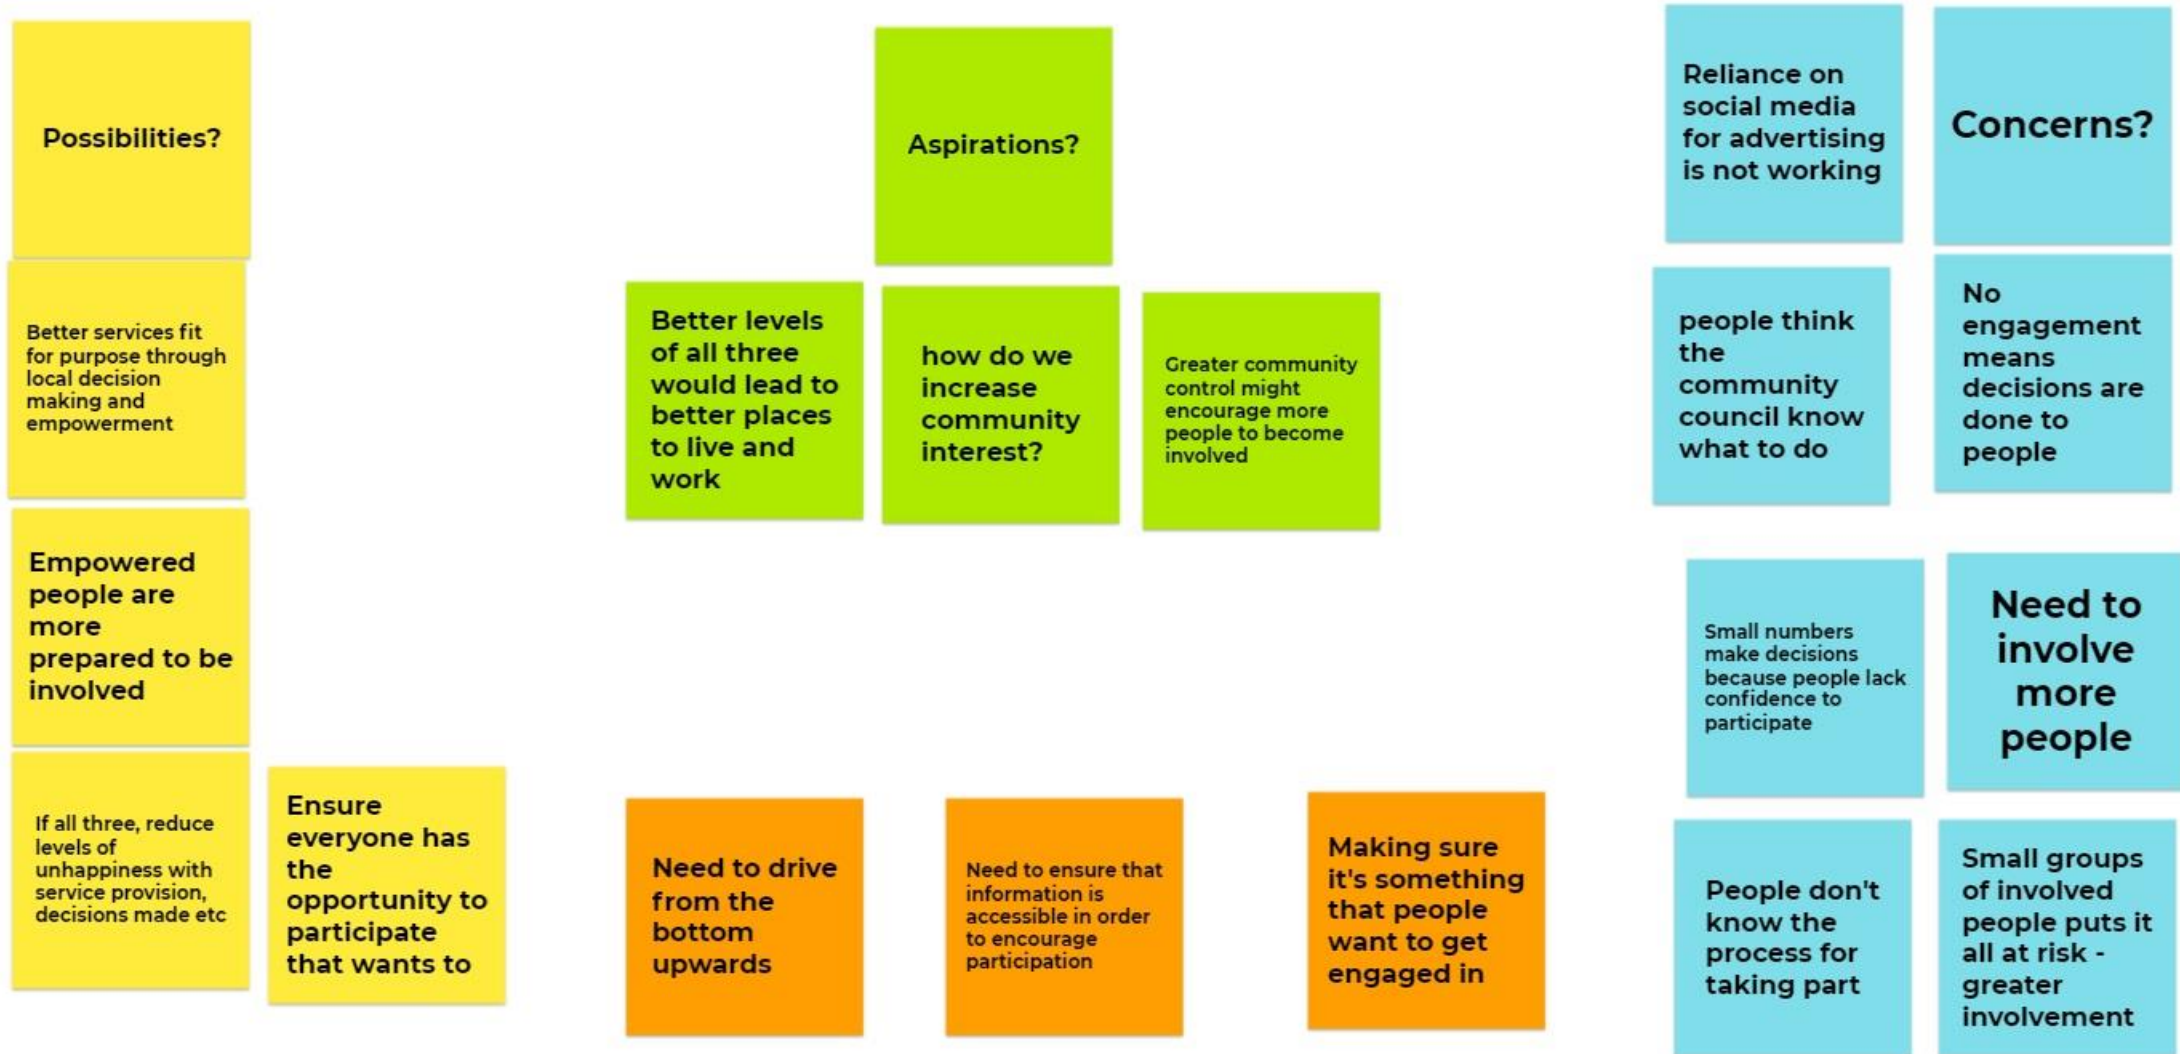 Possibilities?
Better services fit
for purpose through
local decision
making and
empowerment
Empowered
people are
more
prepared to be
involved
If all three, reduce
levels of
unhappiness with
service provision,
decisions made etc
Ensure
everyone has
the
opportunity to
participate
that wants to
Aspirations?
Better levels
of all three
would lead to
better places
to live and
work
how do we
increase
community
interest?
Greater community
control might
encourage more
people to become
involved
Need to drive
from the
bottom
upwards
Need to ensure that
information is
accessible in order
to encourage
participation
Making sure
it's something
that people
want to get
engaged in
Reliance on
social media
for advertising
is not working
Concerns?
people think
the
community
council know
what to do
No
engagement
means
decisions are
done to
people
Small numbers
make decisions
because people lack
confidence to
participate
Need to
involve
more
people
People don't
know the
process for
taking part
Small groups
of involved
people puts it
all at risk -
greater
involvement